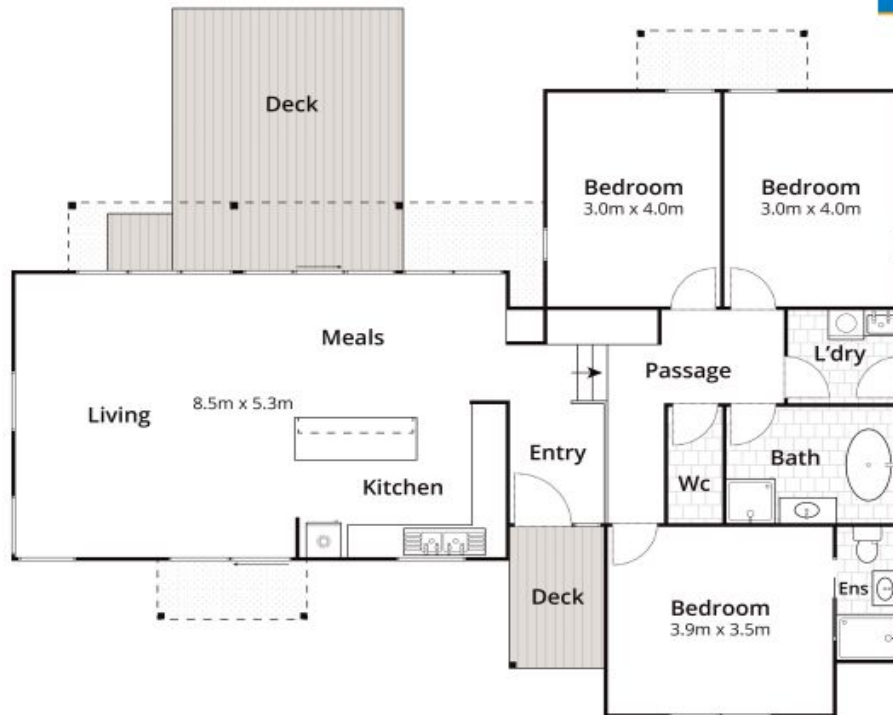 Deck
Bedroom
3.0m x 4.0m
Bedroom
3.0m x 4.0m
Meals
L'dry
Passage
8.5m x 5.3m
Living
Entry
Bath
Wc
Kitchen
Deck
Bedroom
3.9m x 3.5m
Ens